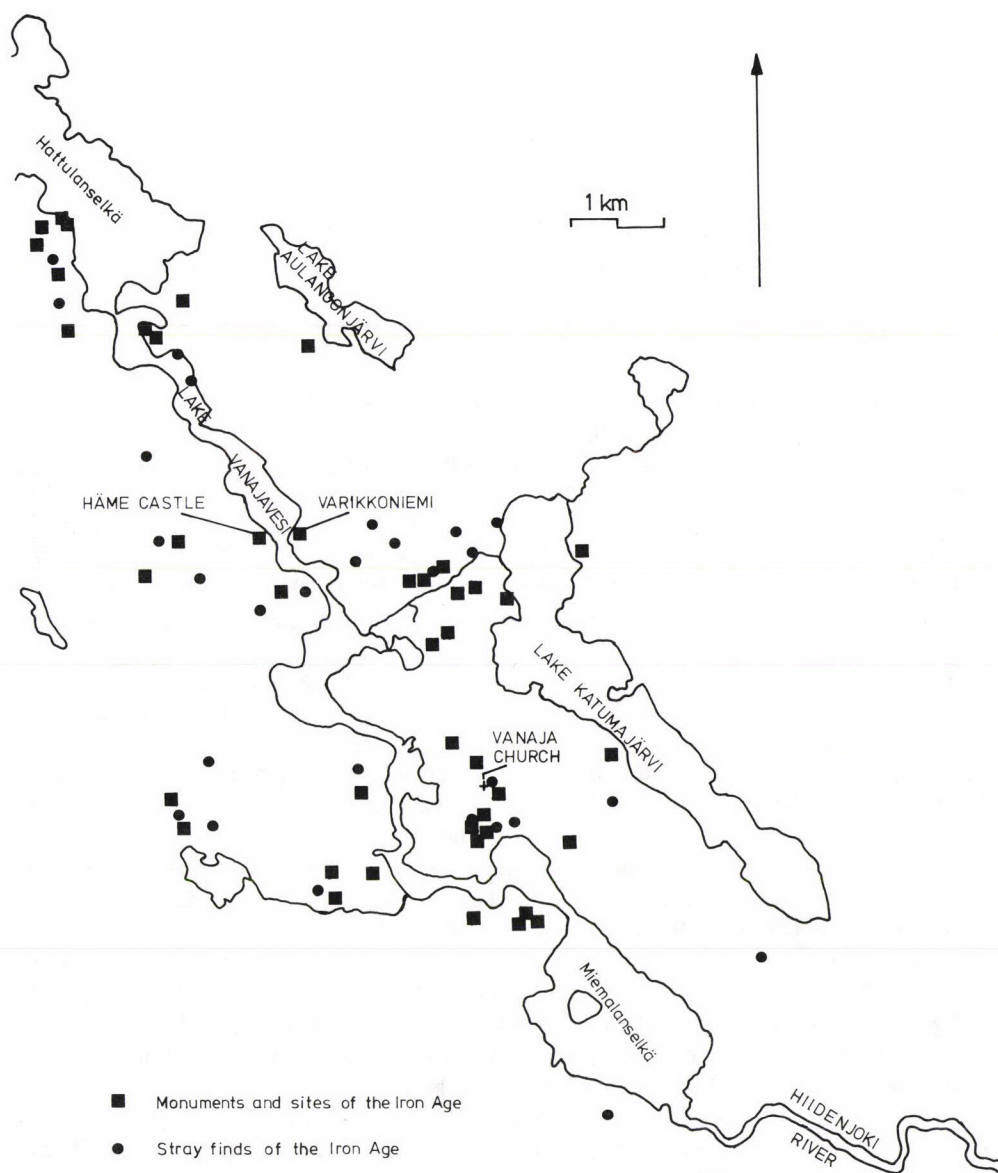 Hattulanselkä
1 km
LAKE
AULANGONJÄRVI
LAKE
VANAJAVESI
HÄME CASTLE
VARIKKONIEMI
LAKE KATUMAJÄRVI
VANAJA
CHURCH
Miemalanselkä
HIIDENJOKI
RIVER
Monuments and sites of the Iron Age
Stray finds of the Iron Age